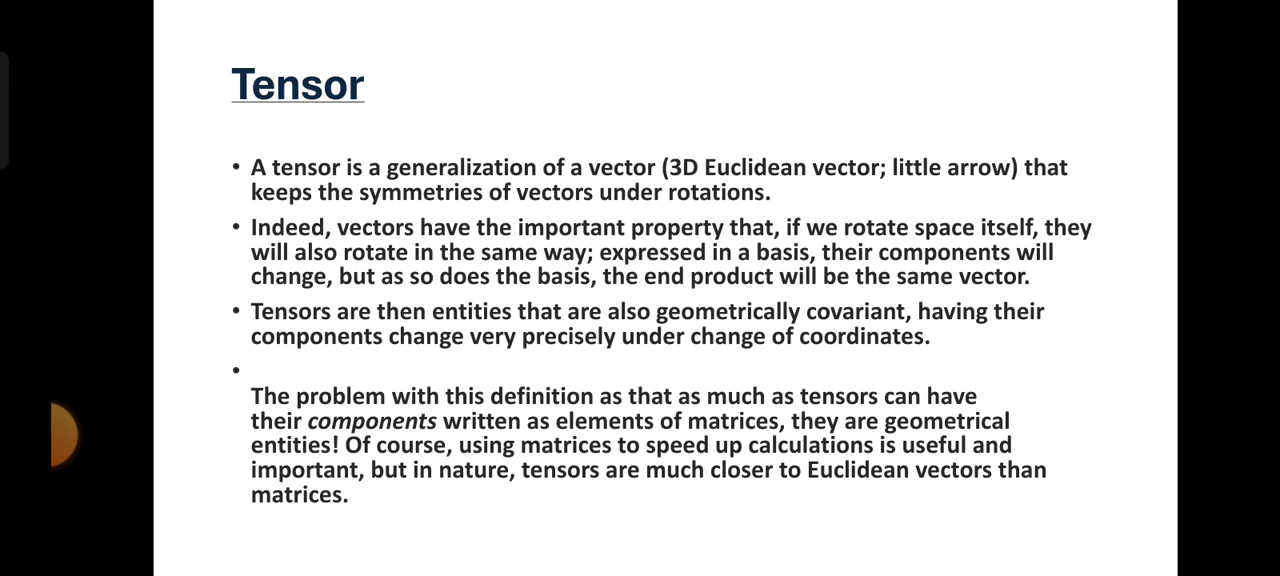 Tensor
• A tensor is a generalization of a vector (3D Euclidean vector; little arrow) that
keeps the symmetries of vectors under rotations.
• Indeed, vectors have the important property that, if we rotate space itself, they
will also rotate in the same way; expressed in a basis, their components will
change, but as so does the basis, the end product will be the same vector.
• Tensors are then entities that are also geometrically covariant, having their
components change very precisely under change of coordinates.
•
The problem with this definition as that as much as tensors can have
their components written as elements of matrices, they are geometrical
entities! Of course, using matrices to speed up calculations is useful and
important, but in nature, tensors are much closer to Euclidean vectors than
matrices.